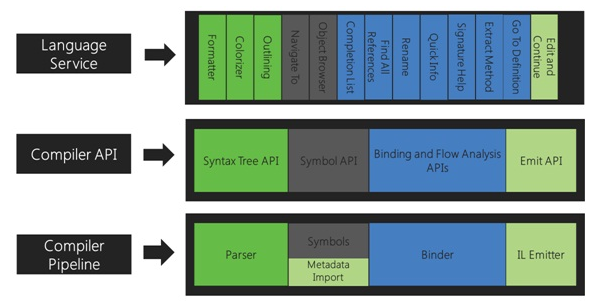 Language
Service
Formatter
Colorizer
Outlining
Navigate To
Object Browser
Completion List
Find All
References
Rename
Quick Info
Signature Help
Extract Method
Go To Definition
Edit and
Continue
Compiler API
Syntax Tree API
Symbol API
Binding and Flow Analysis
APIs
Emit API
Compiler
Pipeline
Parser
Symbols
Metadata
Import
Binder
IL Emitter